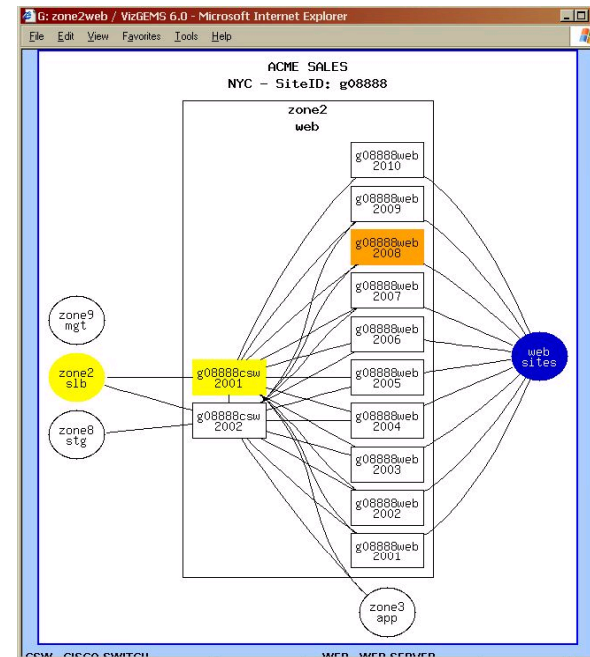 G: zone2web / VizGEMS 6.0 - Microsoft Internet Explorer
File Edit View Favorites Tools Help
ACME SALES
NYC - SiteID: g08888
zone2
web
g08888web
2010
g08888web
2009
g08888web
2008
g08888web
2007
g08888web
2006
g08888web
2005
g08888web
2004
g08888web
2003
g08888web
2002
g08888web
2001
zone9
mgt
zone2
slb
zone8
stg
g08888csw
2001
g08888csw
2002
web
sites
zone3
app
CSW - CISCO SWITCH WEB - WEB SERVER